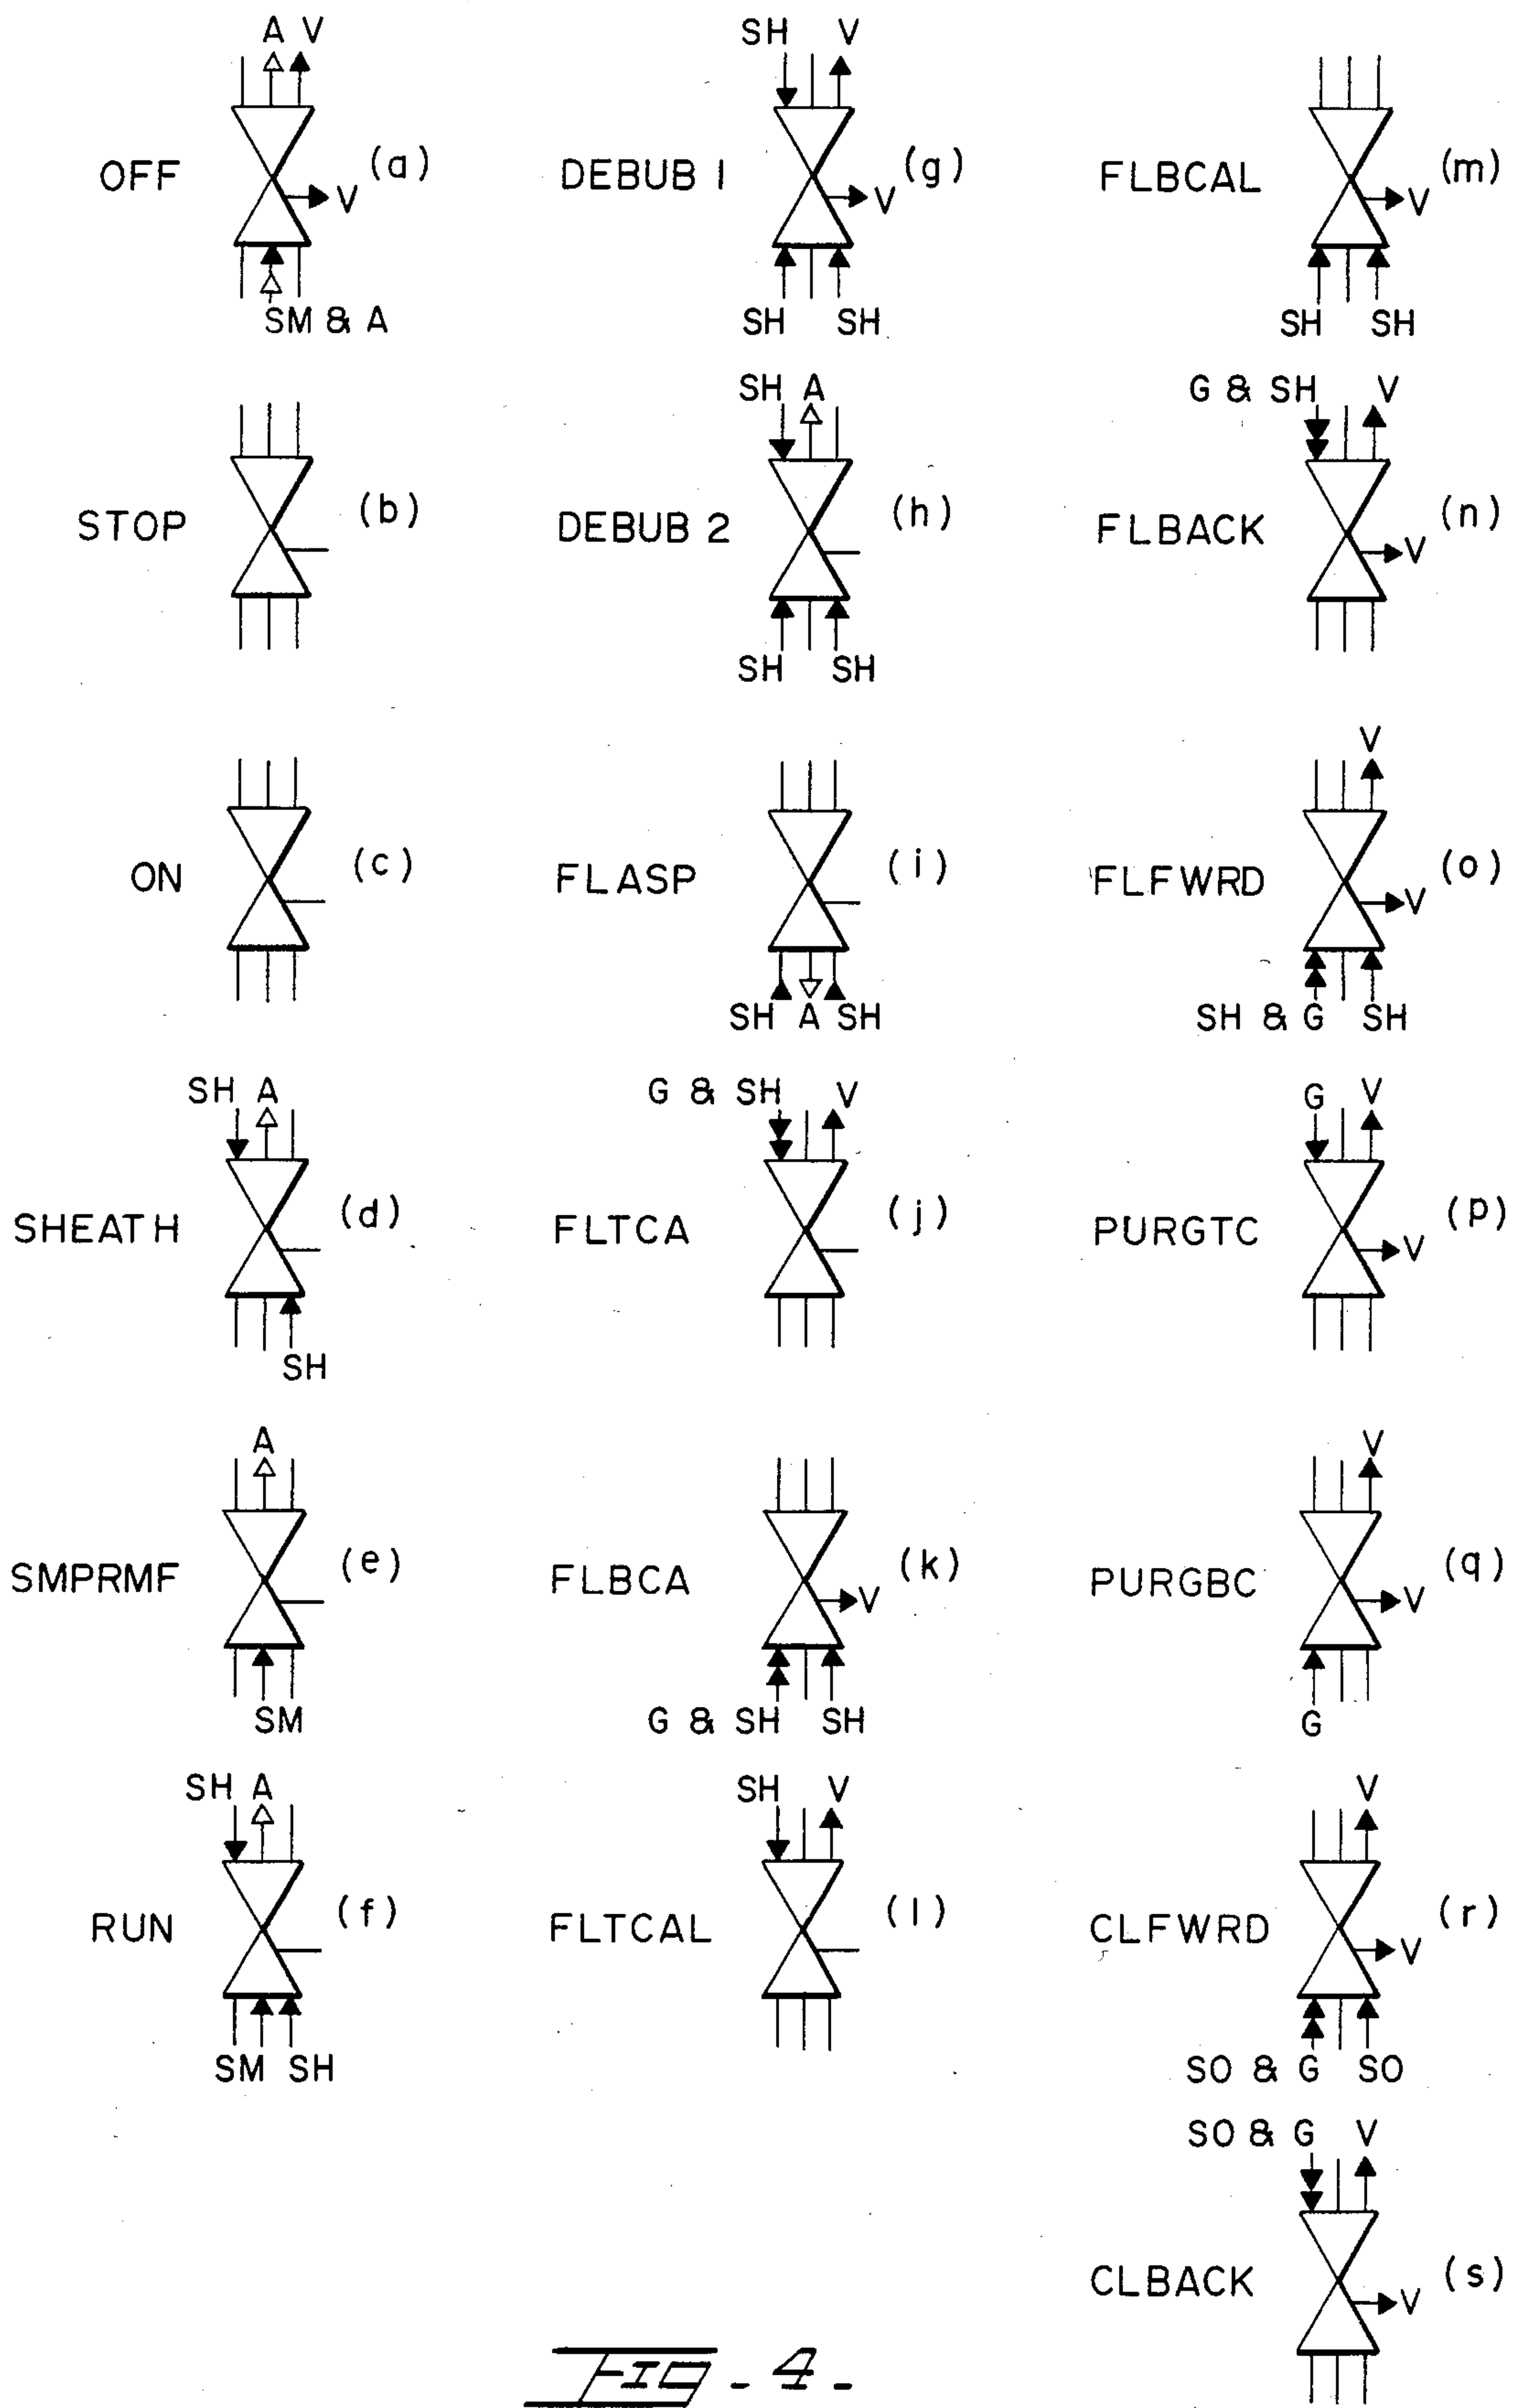 A V
OFF
(a)
V
SM & A
STOP
(b)
ON
(c)
SH A
SHEATH
(d)
SH
A
SMPRMF
(e)
SM
SH A
RUN
(f)
SM SH
SH V
DEBUB 1
(g)
V
SH SH
SH A
DEBUB 2
(h)
SH SH
FLASP
(i)
SH A SH
G & SH V
FLTCA
(j)
FLBCA
(k)
V
G & SH SH
SH V
FLTCAL
(l)
FLBCAL
(m)
V
SH SH
G & SH V
FLBACK
(n)
V
V
FLFWRD
(o)
V
SH & G SH
G V
PURGTC
(p)
V
V
PURGBC
(q)
V
G
V
CLFWRD
(r)
V
SO & G SO
SO & G V
CLBACK
(s)
V
FIG-4-